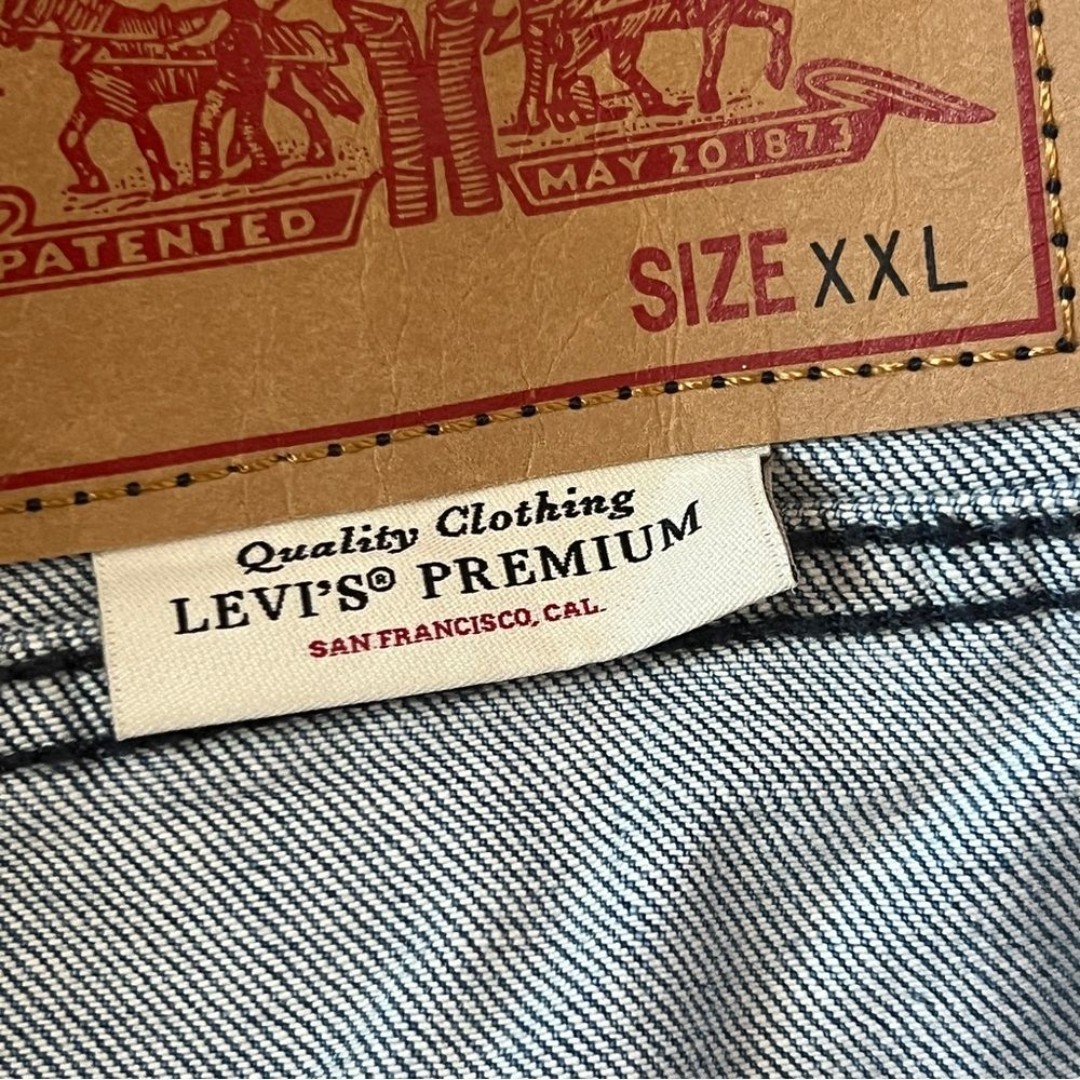 PATENTED
MAY 20 1873
SIZE XXL
Quality Clothing
LEVI'S® PREMIUM
SAN FRANCISCO, CAL.